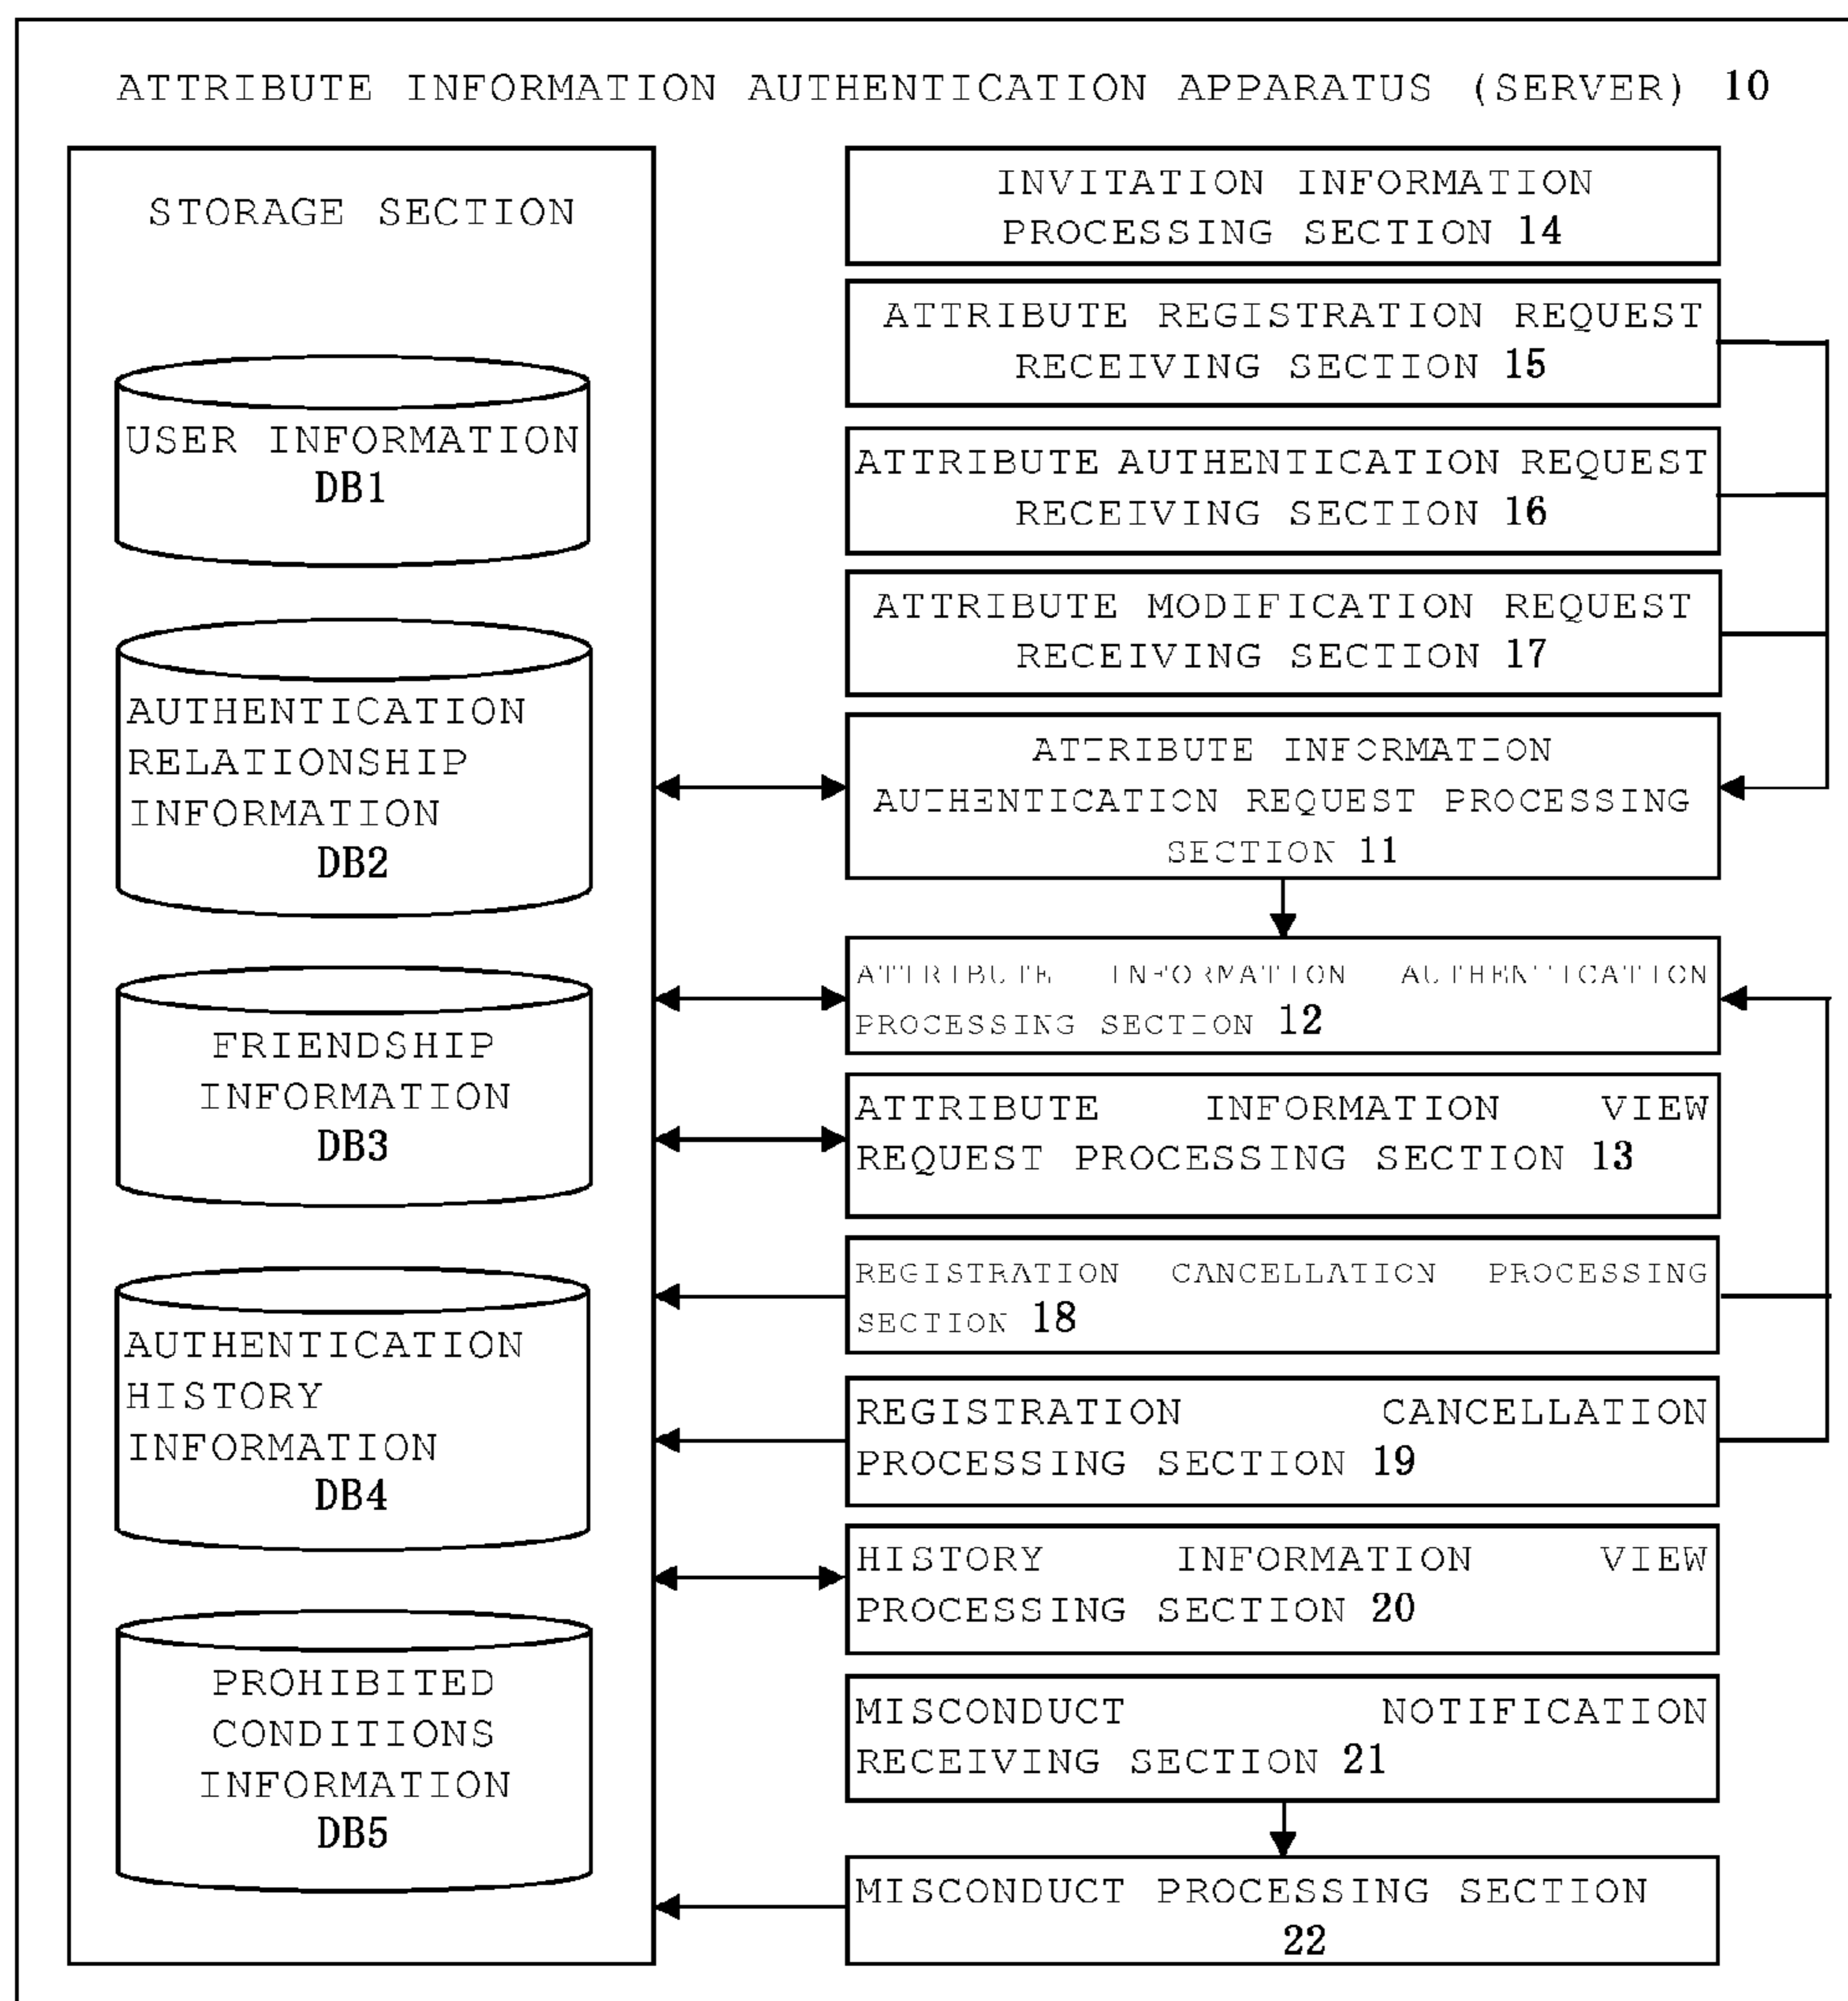 ATTRIBUTE INFORMATION AUTHENTICATION APPARATUS (SERVER) 10
STORAGE SECTION
USER INFORMATION
DB1
AUTHENTICATION
RELATIONSHIP
INFORMATION
DB2
FRIENDSHIP
INFORMATION
DB3
AUTHENTICATION
HISTORY
INFORMATION
DB4
PROHIBITED
CONDITIONS
INFORMATION
DB5
INVITATION INFORMATION
PROCESSING SECTION 14
ATTRIBUTE REGISTRATION REQUEST
RECEIVING SECTION 15
ATTRIBUTE AUTHENTICATION REQUEST
RECEIVING SECTION 16
ATTRIBUTE MODIFICATION REQUEST
RECEIVING SECTION 17
ATTRIBUTE INFORMATION
AUTHENTICATION REQUEST PROCESSING
SECTION 11
ATTRIBUTE INFORMATION AUTHENTICATION
PROCESSING SECTION 12
ATTRIBUTE INFORMATION VIEW
REQUEST PROCESSING SECTION 13
REGISTRATION CANCELLATION PROCESSING
SECTION 18
REGISTRATION CANCELLATION
PROCESSING SECTION 19
HISTORY INFORMATION VIEW
PROCESSING SECTION 20
MISCONDUCT NOTIFICATION
RECEIVING SECTION 21
MISCONDUCT PROCESSING SECTION
22